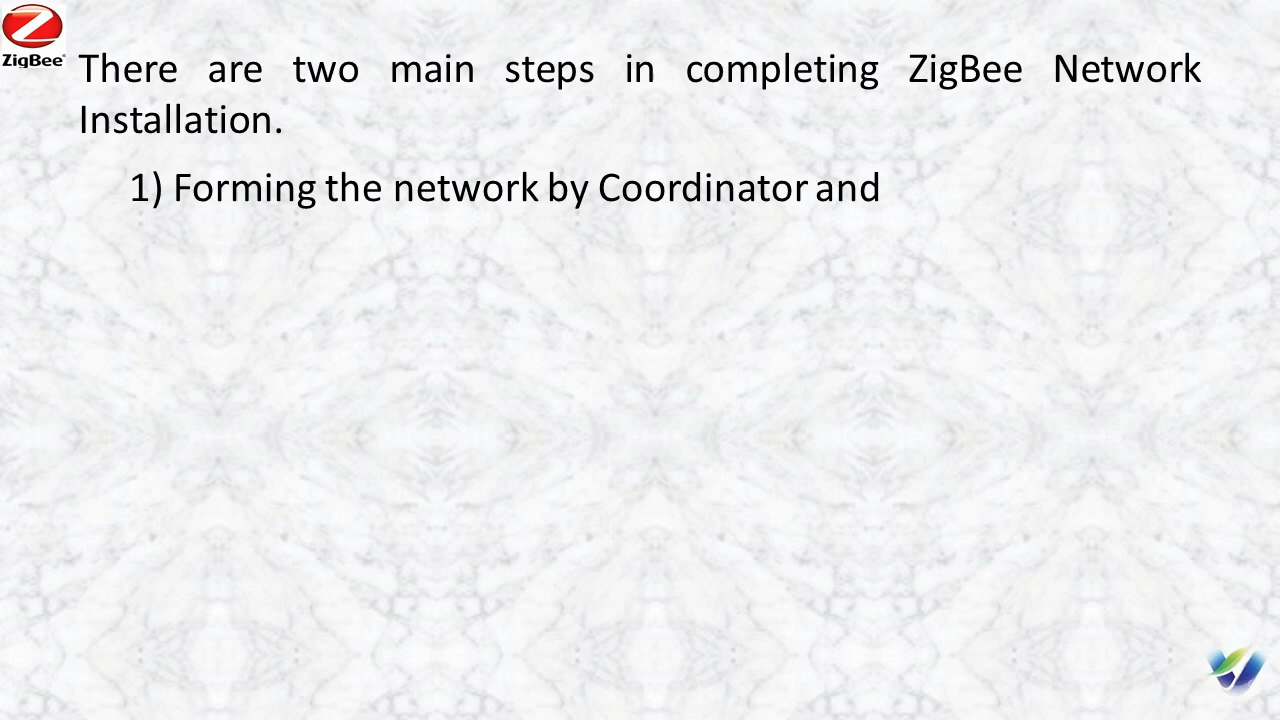 ZigBee
There are two main steps in completing ZigBee Network
Installation.
1) Forming the network by Coordinator and